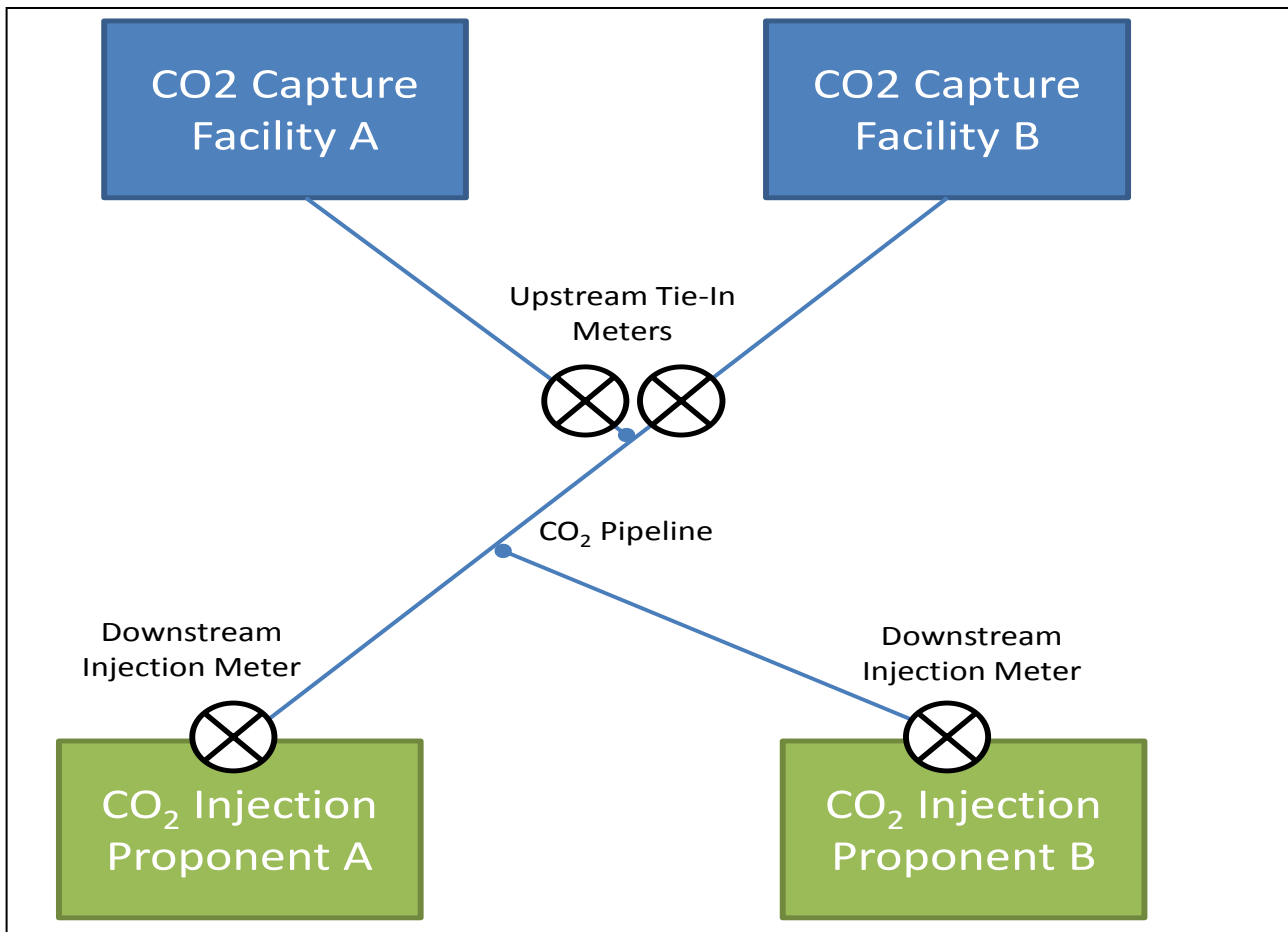 CO2 Capture
Facility A
CO2 Capture
Facility B
Upstream Tie-In
Meters
CO₂ Pipeline
Downstream
Injection Meter
Downstream
Injection Meter
CO₂ Injection
Proponent A
CO₂ Injection
Proponent B